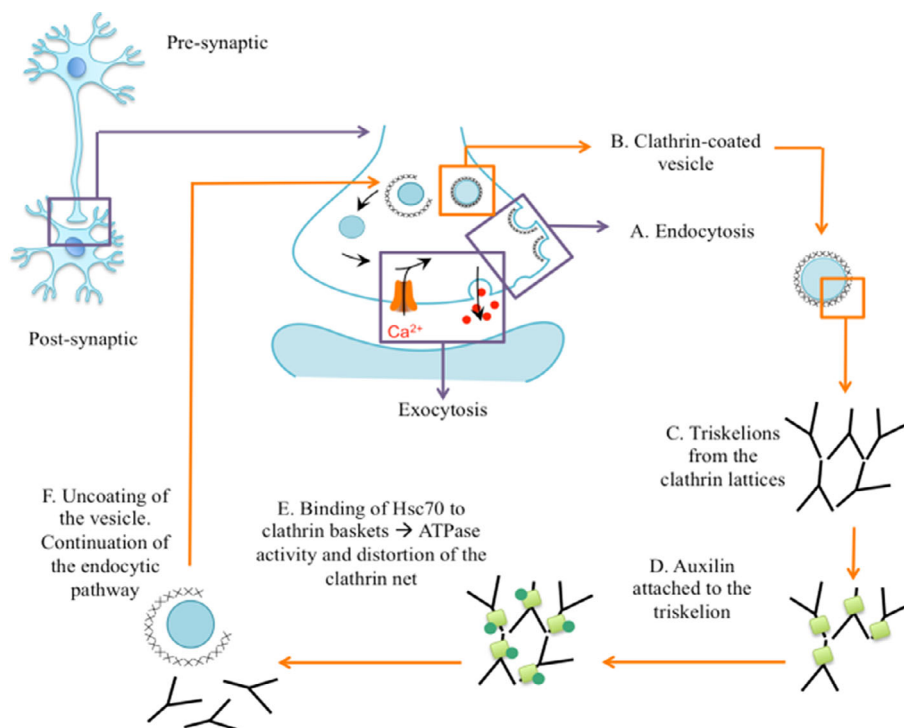 Pre-synaptic
B. Clathrin-coated
vesicle
A. Endocytosis
Post-synaptic
Ca²⁺
Exocytosis
C. Triskelions
from the
clathrin lattices
F. Uncoating of
the vesicle.
Continuation of
the endocytic
pathway
E. Binding of Hsc70 to
clathrin baskets → ATPase
activity and distortion of the
clathrin net
D. Auxilin
attached to the
triskelion